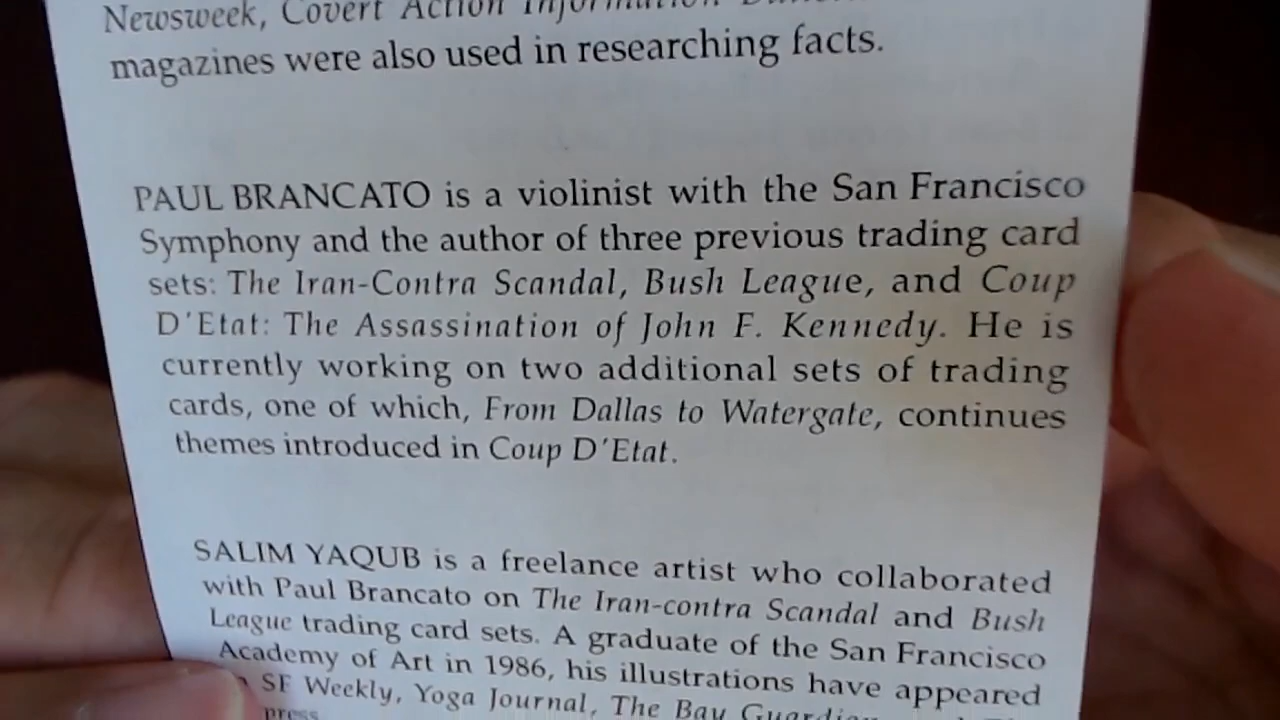 Newsweek, Covert Action Information
magazines were also used in researching facts.
PAUL BRANCATO is a violinist with the San Francisco
Symphony and the author of three previous trading card
sets: The Iran-Contra Scandal, Bush League, and Coup
D'Etat: The Assassination of John F. Kennedy. He is
currently working on two additional sets of trading
cards, one of which, From Dallas to Watergate, continues
themes introduced in Coup D'Etat.
SALIM YAQUB is a freelance artist who collaborated
with Paul Brancato on The Iran-contra Scandal and Bush
League trading card sets. A graduate of the San Francisco
Academy of Art in 1986, his illustrations have appeared
SF Weekly, Yoga Journal, The Bay Guardian
press